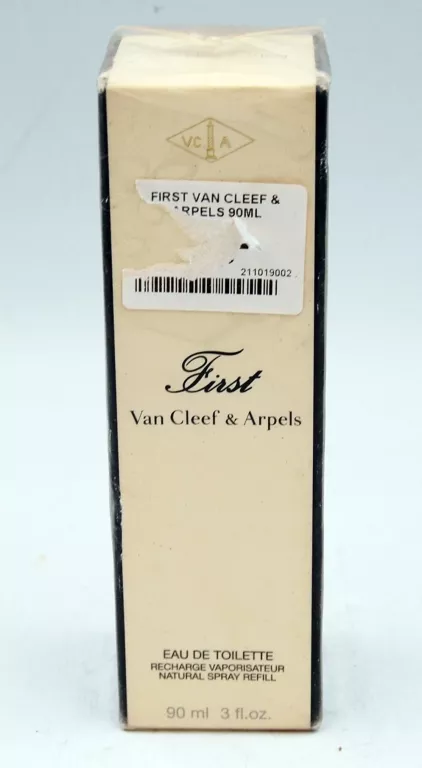 VC A
FIRST VAN CLEEF &
ARPELS 90ML
211019002
First
Van Cleef & Arpels
EAU DE TOILETTE
RECHARGE VAPORISATEUR
NATURAL SPRAY REFILL
90 ml 3 fl.oz.